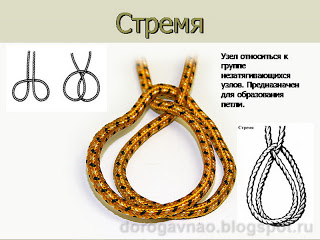 Стремя
Узел относиться к
группе
незатягивающихся
узлов. Предназначен
для образования
петли.
Стремя
dorogavnao.blogspot.ru